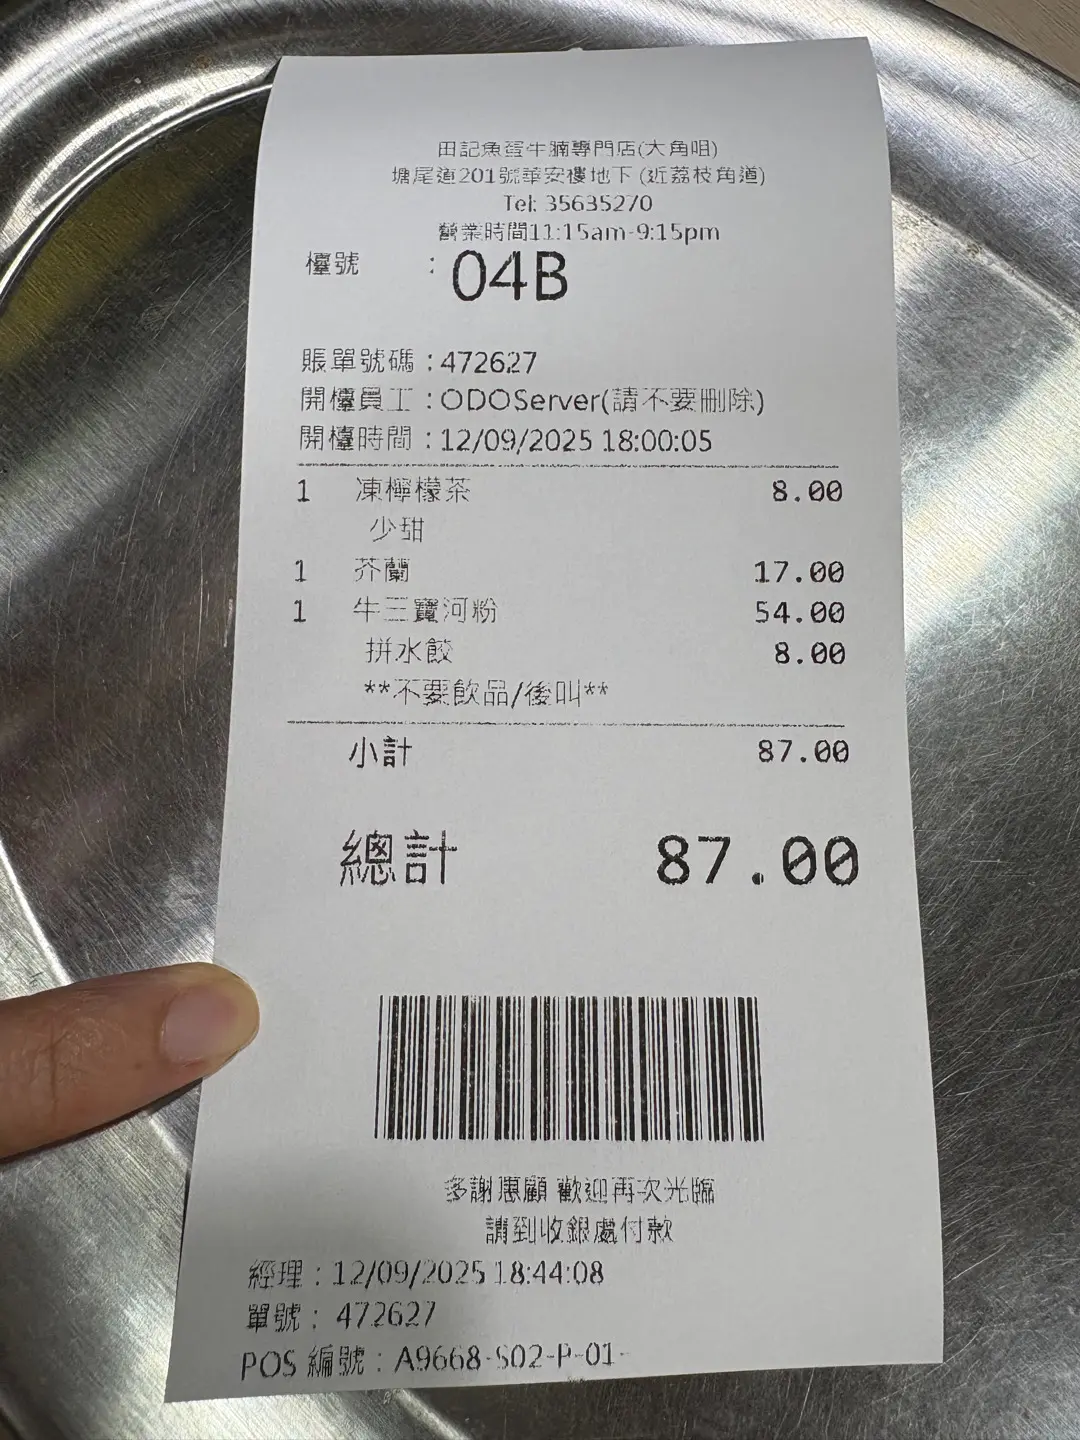 田記魚蛋牛腩專門店(大角咀)
塘尾道201號華安樓地下 (近荔枝角道)
Tel: 35635270
營業時間11:15am-9:15pm
檯號 : 04B
賬單號碼 : 472627
開檯員工 : ODOServer(請不要刪除)
開檯時間 : 12/09/2025 18:00:05
1 凍檸檬茶 8.00
少甜
1 芥蘭 17.00
1 牛三寶河粉 54.00
拼水餃 8.00
**不要飲品/後叫**
小計 87.00
總計 87.00
多謝惠顧 歡迎再次光臨
請到收銀處付款
經理 : 12/09/2025 18:44:08
單號 : 472627
POS 編號 : A9668-S02-P-01-